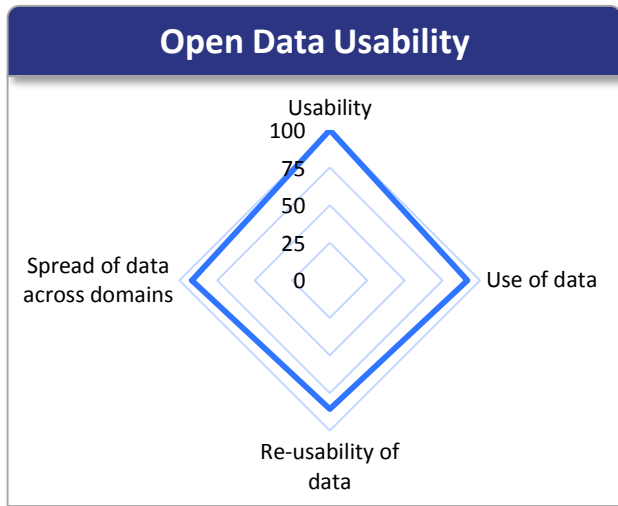 Open Data Usability
Usability
100
75
50
25
0
Spread of data
across domains
Use of data
Re-usability of
data